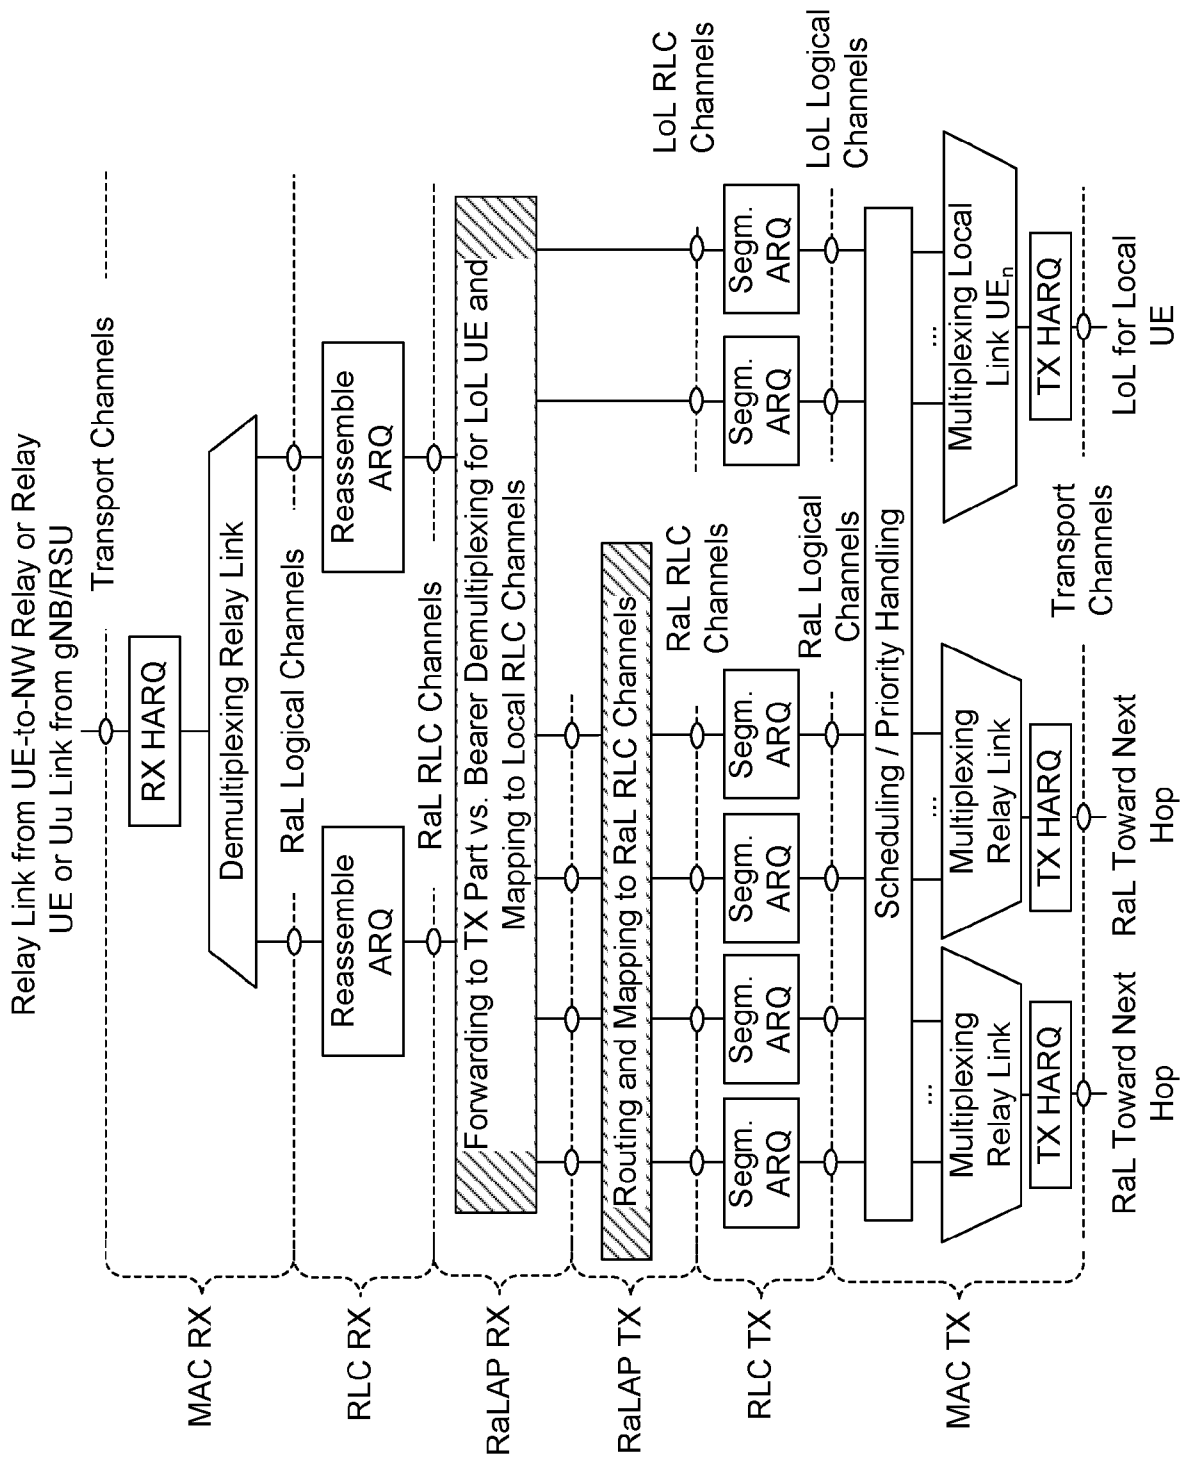 Relay Link from UE-to-NW Relay or Relay
UE or Uu Link from gNB/RSU
Transport Channels
MAC RX
RX HARQ
Demultiplexing Relay Link
RaL Logical Channels
RLC RX
Reassemble
ARQ
Reassemble
ARQ
RaL RLC Channels
RaLAP RX
Forwarding to TX Part vs. Bearer Demultiplexing for LoL UE and
Mapping to Local RLC Channels
RaLAP TX
Routing and Mapping to RaL RLC Channels
RaL RLC
Channels
LoL RLC
Channels
RLC TX
Segm.
ARQ
Segm.
ARQ
Segm.
ARQ
Segm.
ARQ
Segm.
ARQ
Segm.
ARQ
RaL Logical
Channels
LoL Logical
Channels
MAC TX
Scheduling / Priority Handling
...
Multiplexing
Relay Link
...
Multiplexing
Relay Link
...
Multiplexing Local
Link UEn
TX HARQ
TX HARQ
TX HARQ
Transport
Channels
RaL Toward Next
Hop
RaL Toward Next
Hop
LoL for Local
UE